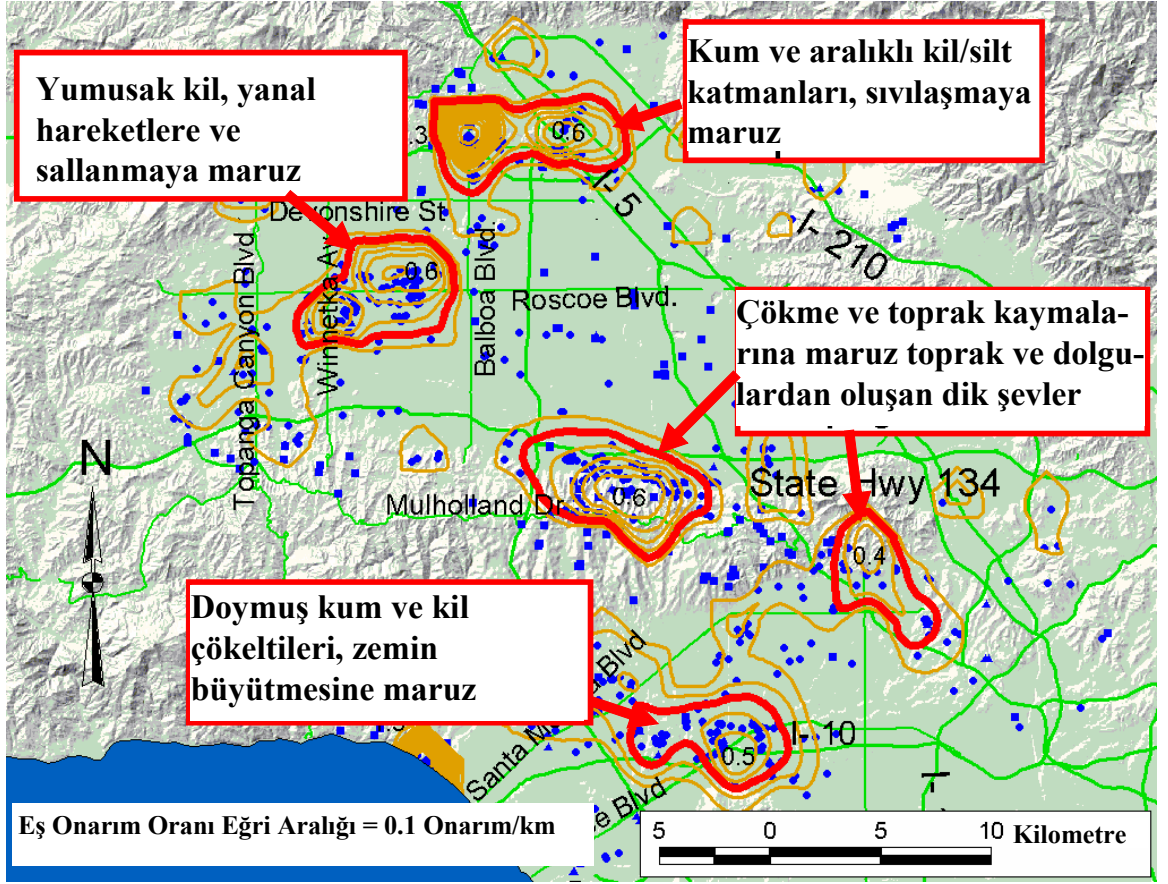 Yumusak kil, yanal
hareketlere ve
sallanmaya maruz
Kum ve aralıklı kil/silt
katmanları, sıvılaşmaya
maruz
.3
0.6
I- 5
Devonshire St
I- 210
0.6
Topanga Canyon Blvd
Winnetka Av
Balboa Blvd.
Roscoe Blvd.
Çökme ve toprak kaymala-
rına maruz toprak ve dolgu-
lardan oluşan dik şevler
N
Mulholland Dr
0.6
State Hwy 134
0.4
Doymuş kum ve kil
çökeltileri, zemin
büyütmesine maruz
Blvd
Santa M
I- 10
0.5
Blvd
Eş Onarım Oranı Eğri Aralığı = 0.1 Onarım/km
5 0 5 10 Kilometre